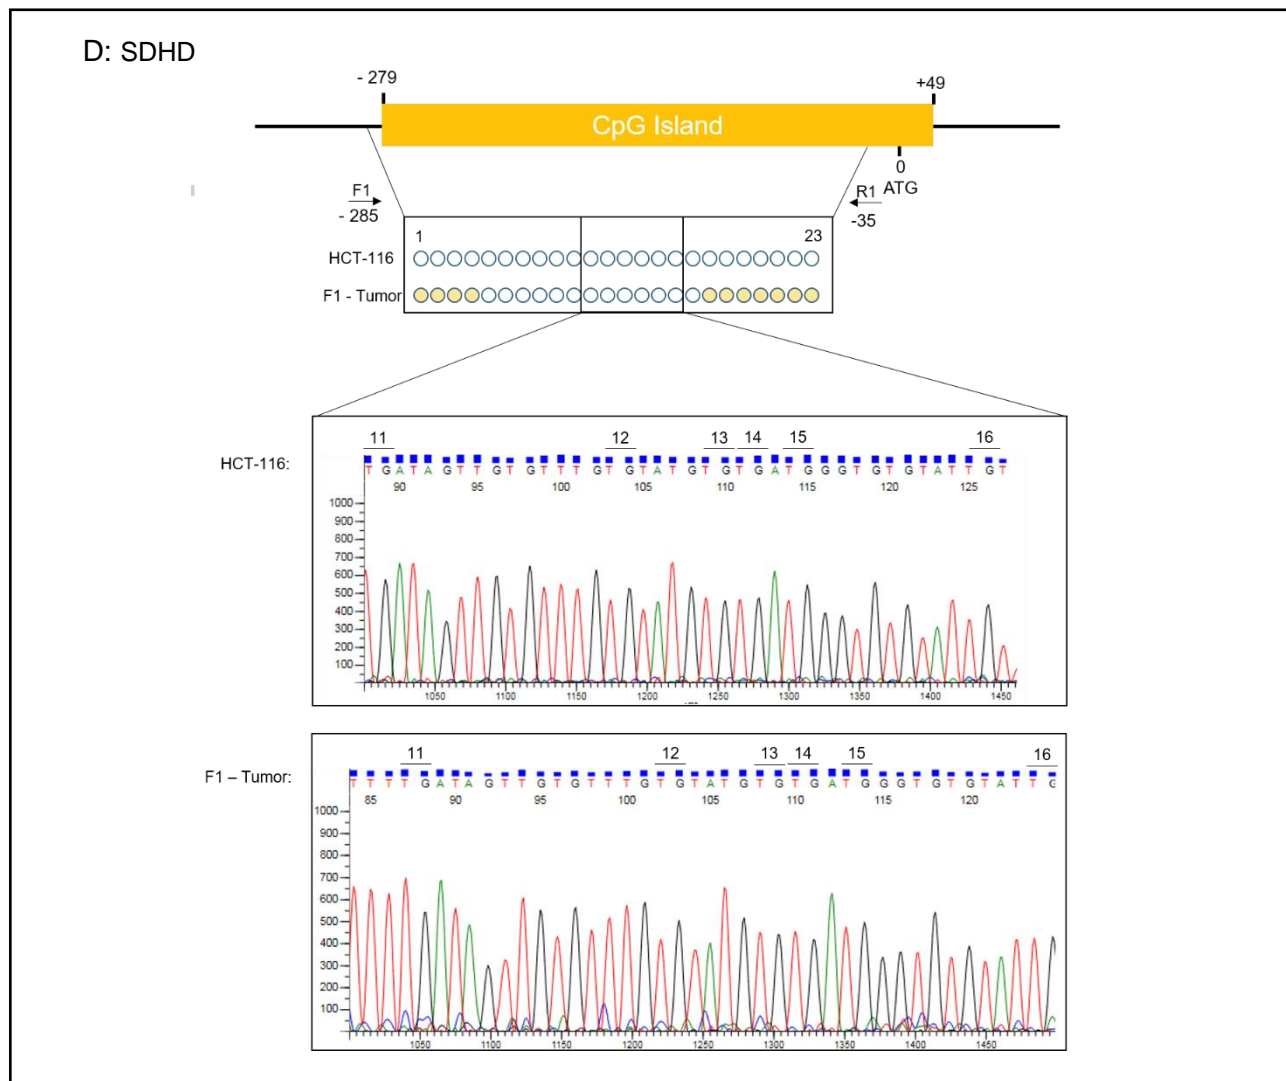 D: SDHD
- 279
+49
CpG Island
0
ATG
F1
- 285
R1
-35
1
23
HCT-116
F1 - Tumor
HCT-116:
11 12 13 14 15 16
T G A T A G T T G T G T T T G T G T A T G T G T G A T G G G T G T G T A T T G T
90 95 100 105 110 115 120 125
1000
900
800
700
600
500
400
300
200
100
1050 1100 1150 1200 1250 1300 1350 1400 1450
F1 – Tumor:
11 12 13 14 15 16
T T T T G A T A G T T G T G T T T G T G T A T G T G T G A T G G G T G T G T A T T G
85 90 95 100 105 110 115 120
1000
900
800
700
600
500
400
300
200
100
1050 1100 1150 1200 1250 1300 1350 1400 1450